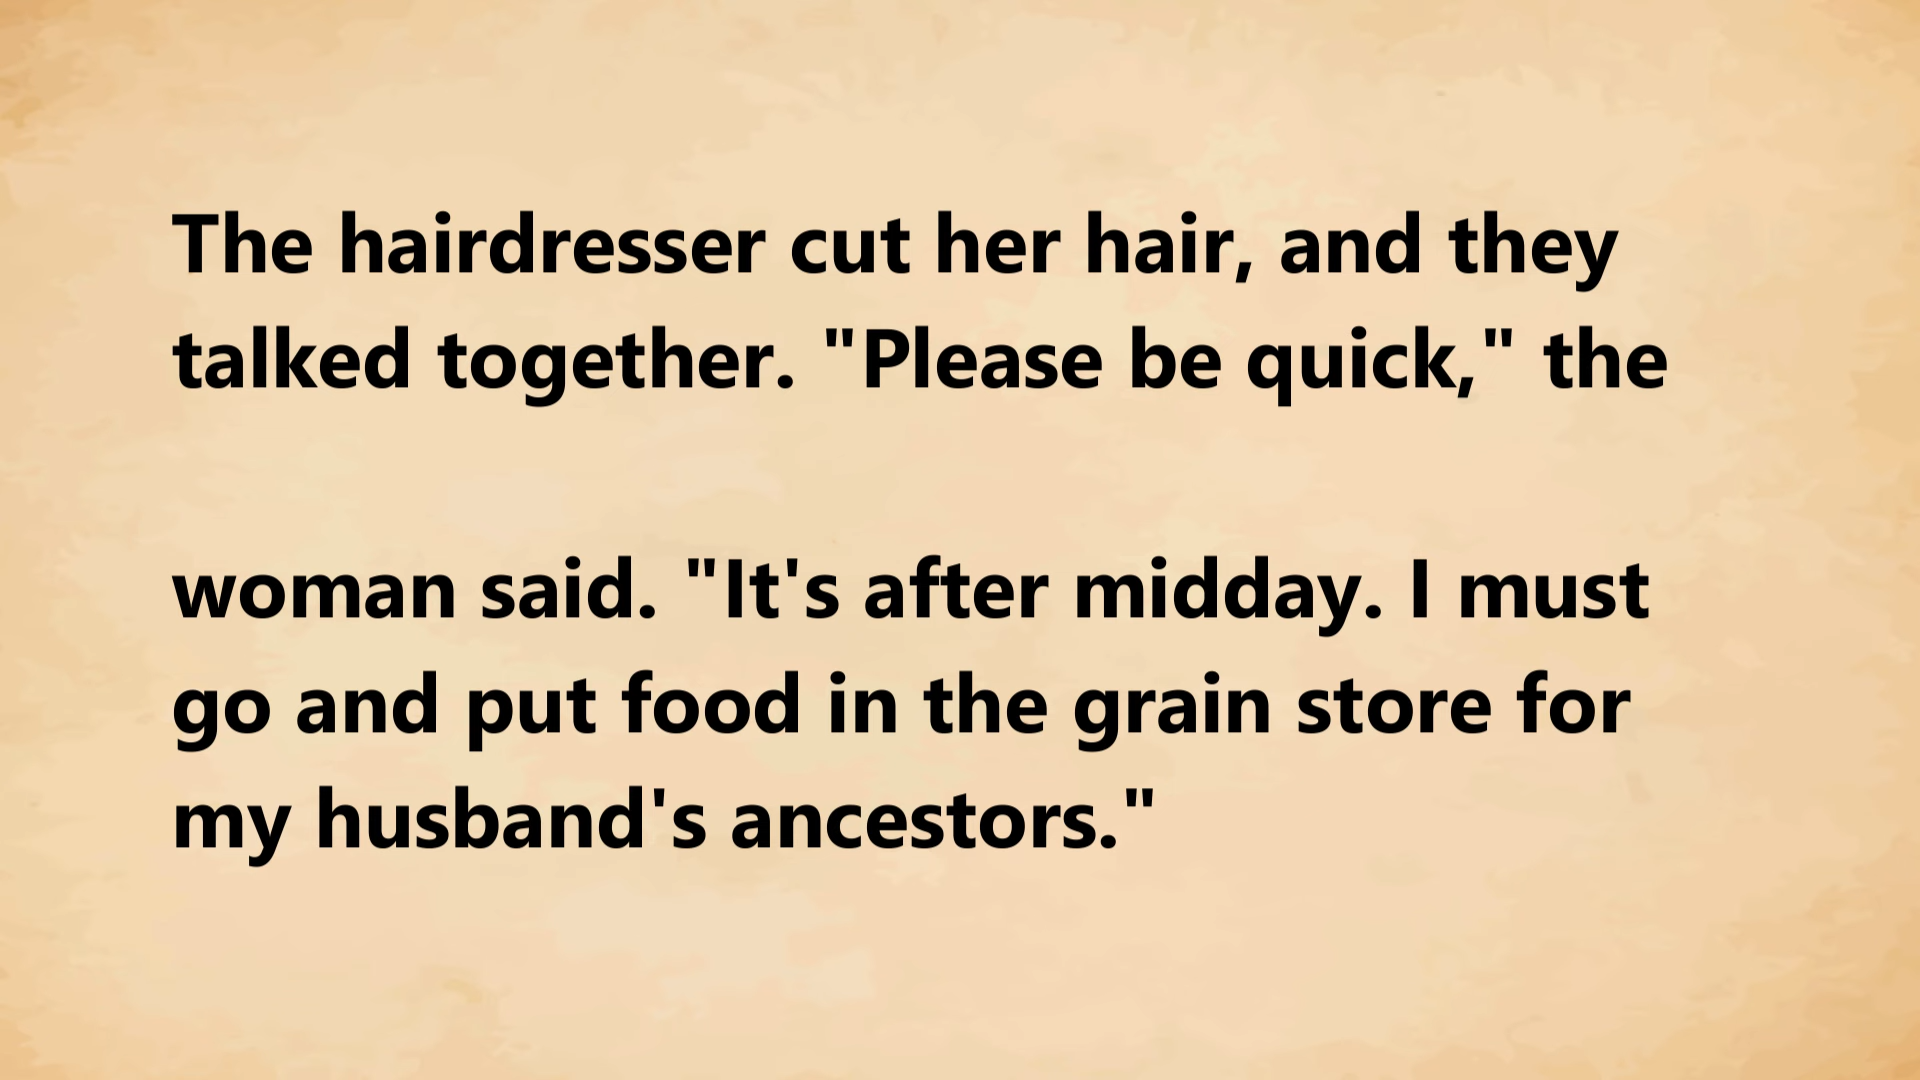 The hairdresser cut her hair, and they
talked together. "Please be quick," the
woman said. "It's after midday. I must
go and put food in the grain store for
my husband's ancestors."